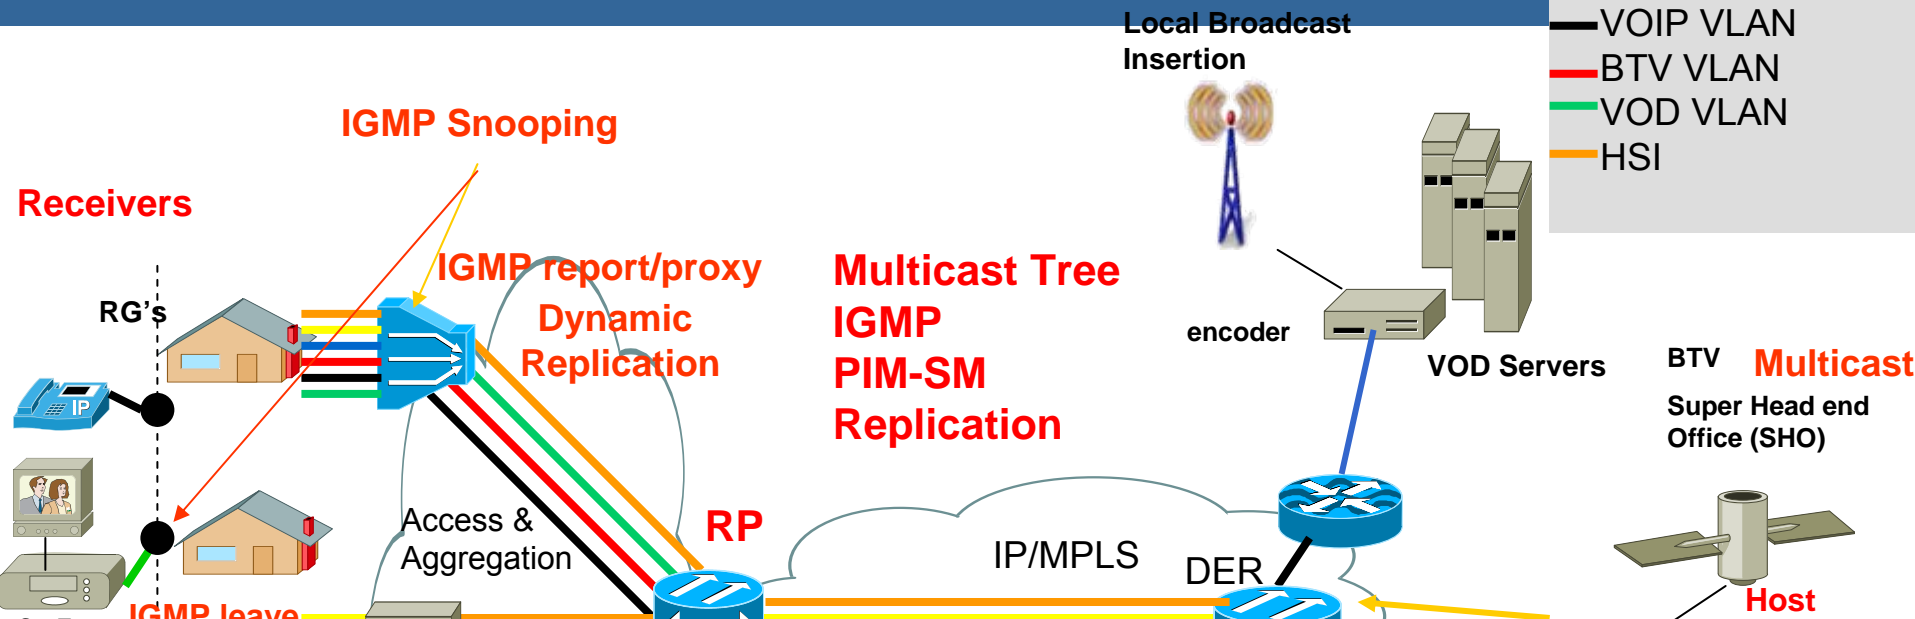 Local Broadcast
Insertion
VOIP VLAN
BTV VLAN
VOD VLAN
HSI
IGMP Snooping
Receivers
IGMP report/proxy
Dynamic
Replication
Multicast Tree
IGMP
PIM-SM
Replication
RG's
encoder
VOD Servers
BTV
Multicast
Super Head end
Office (SHO)
IP
Access &
Aggregation
RP
IP/MPLS
DER
Host
IGMP leave